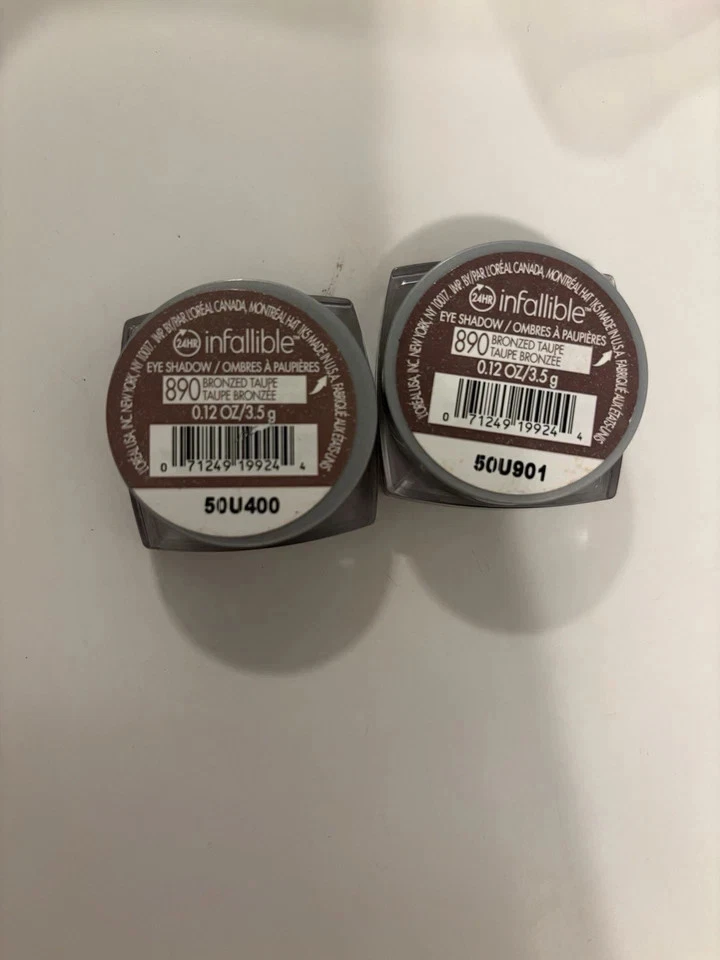 L'ORÉAL USA, INC. NEW YORK, NY 10017. IMP. BY/PAR L'ORÉAL CANADA, MONTRÉAL H4T 1K5 MADE IN U.S.A. FABRIQUÉ AUX ÉTATS-UNIS
24HR infallible™
EYE SHADOW / OMBRES À PAUPIÈRES
890 BRONZED TAUPE
TAUPE BRONZÉE
0.12 OZ/3.5 g
0 71249 19924 4
50U400
L'ORÉAL USA, INC. NEW YORK, NY 10017. IMP. BY/PAR L'ORÉAL CANADA, MONTRÉAL H4T 1K5 MADE IN U.S.A. FABRIQUÉ AUX ÉTATS-UNIS
24HR infallible™
EYE SHADOW / OMBRES À PAUPIÈRES
890 BRONZED TAUPE
TAUPE BRONZÉE
0.12 OZ/3.5 g
0 71249 19924 4
50U901